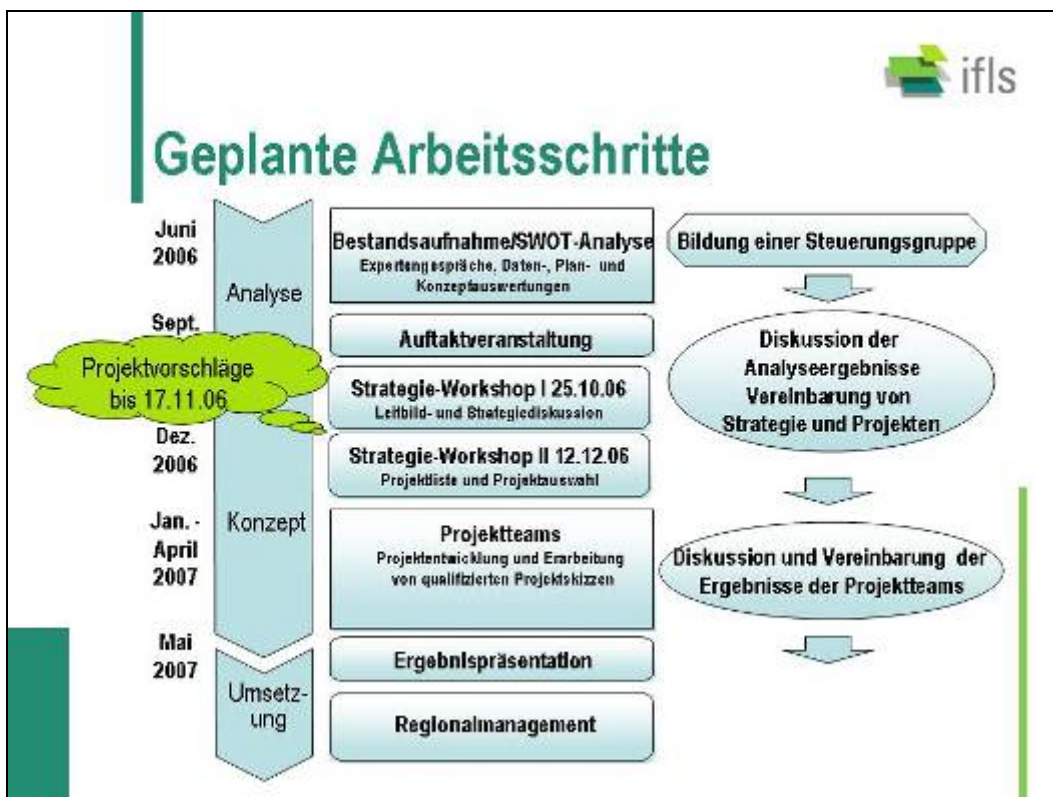 ifls
Geplante Arbeitsschritte
Juni
2006
Analyse
Bestandsaufnahme/SWOT-Analyse
Expertengespräche, Daten-, Plan- und
Konzeptauswertungen
Bildung einer Steuerungsgruppe
Sept.
Auftaktveranstaltung
Diskussion der
Analyseergebnisse
Vereinbarung von
Strategie und Projekten
Projektvorschläge
bis 17.11.06
Strategie-Workshop I 25.10.06
Leitbild- und Strategiediskussion
Dez.
2006
Strategie-Workshop II 12.12.06
Projektliste und Projektauswahl
Jan. -
April
2007
Konzept
Projektteams
Projektentwicklung und Erarbeitung
von qualifizierten Projektskizzen
Diskussion und Vereinbarung der
Ergebnisse der Projektteams
Mai
2007
Ergebnispräsentation
Umsetz-
ung
Regionalmanagement